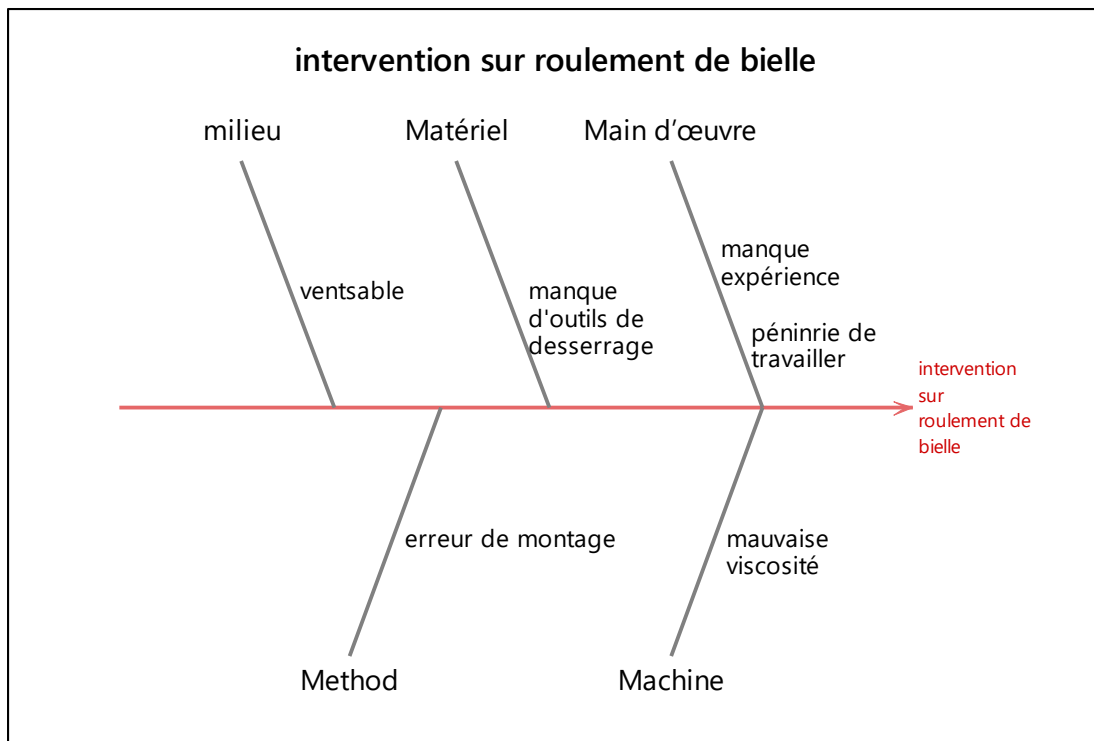 intervention sur roulement de bielle
milieu
Matériel
Main d’œuvre
manque
expérience
ventsable
manque
d'outils de
desserrage
péninrie de
travailler
intervention
sur
roulement de
bielle
erreur de montage
mauvaise
viscosité
Method
Machine